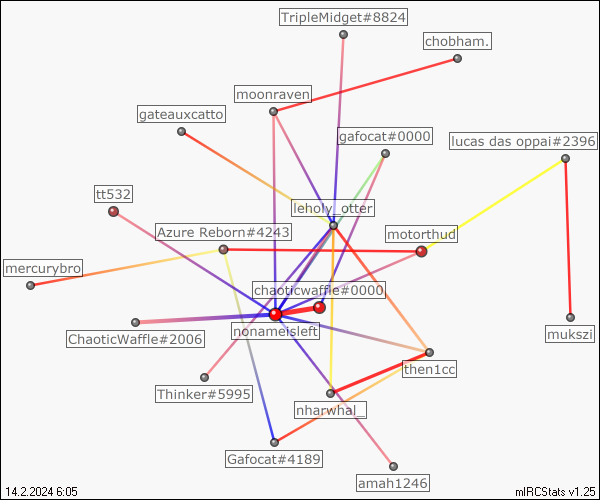 TripleMidget#8824
chobham.
moonraven
gateauxcatto
gafocat#0000
lucas das oppai#2396
tt532
leholy_otter
Azure Reborn#4243
motorthud
mercurybro
chaoticwaffle#0000
nonameisleft
ChaoticWaffle#2006
mukszi
then1cc
Thinker#5995
nharwhal_
Gafocat#4189
amah1246
14.2.2024 6:05
mIRCStats v1.25